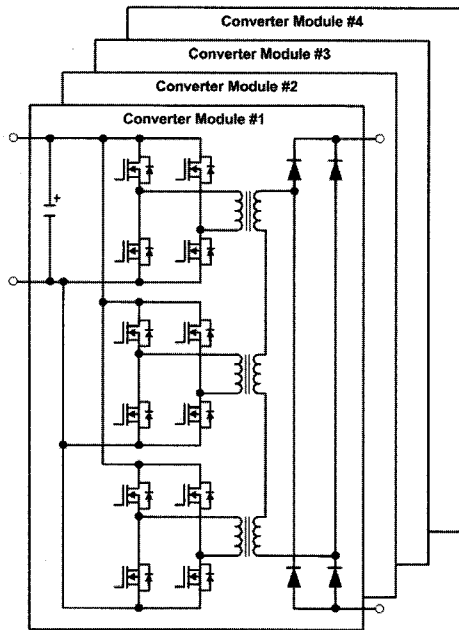 Converter Module #4
Converter Module #3
Converter Module #2
Converter Module #1
+